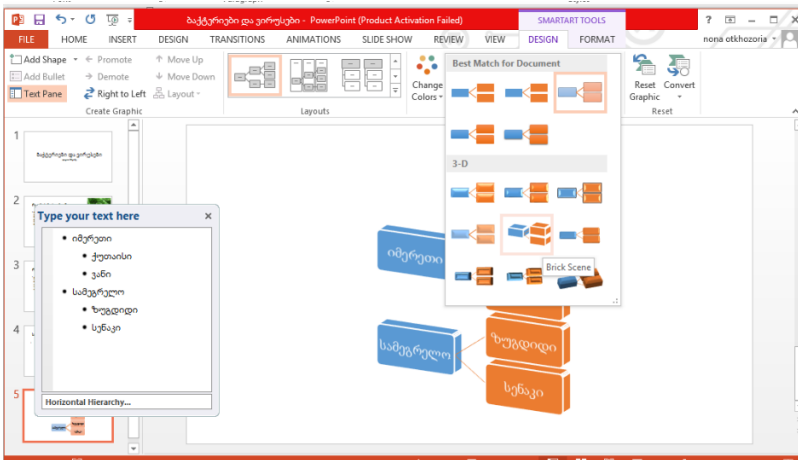 ბაქტერიები და ვირუსები - PowerPoint (Product Activation Failed)
SMARTART TOOLS
FILE HOME INSERT DESIGN TRANSITIONS ANIMATIONS SLIDE SHOW REVIEW VIEW DESIGN FORMAT nona otkhozoria
Add Shape Promote Move Up
Add Bullet Demote Move Down
Text Pane Right to Left Layout
Create Graphic
Layouts
Change
Colors
Best Match for Document
3-D
Brick Scene
Reset
Graphic
Convert
Reset
1
ბაქტერიები და ვირუსები
2
3
4
5
Type your text here
იმერეთი
ქუთაისი
ვანი
სამეგრელო
ზუგდიდი
სენაკი
Horizontal Hierarchy...
იმერეთი
სამეგრელო
ზუგდიდი
სენაკი